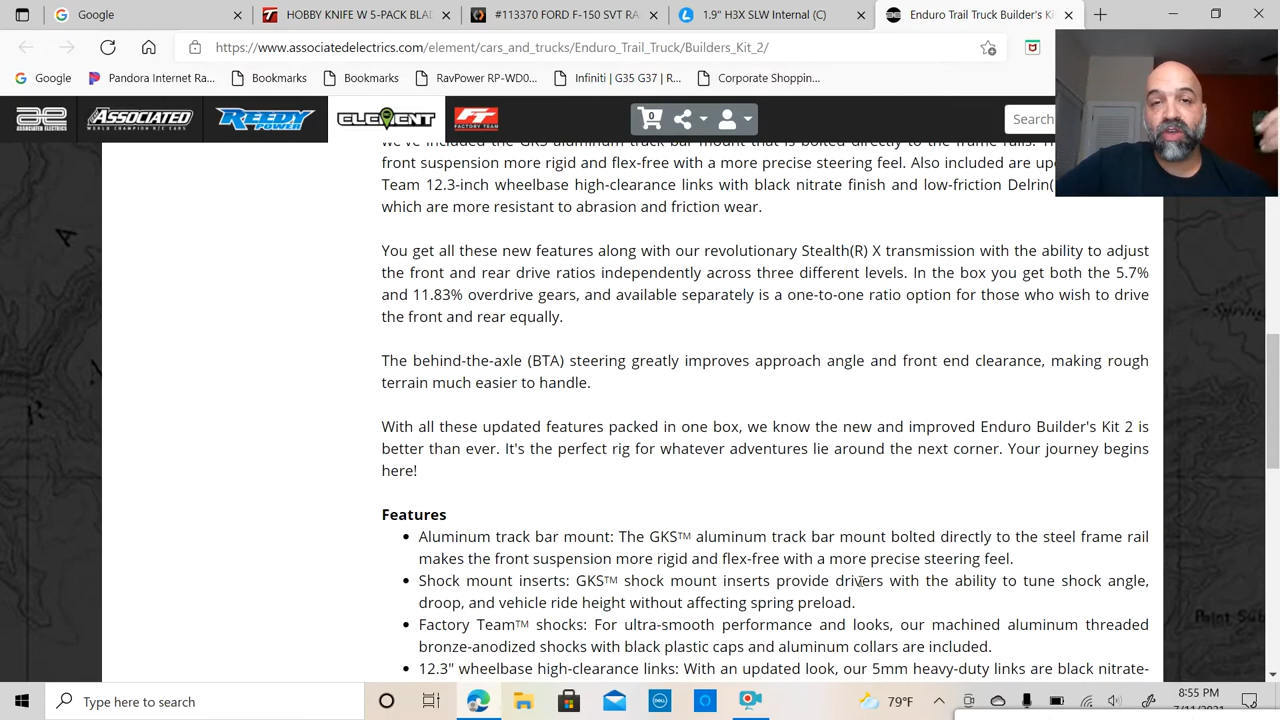 Google
HOBBY KNIFE W 5-PACK BLA
#113370 FORD F-150 SVT RA
1.9" H3X SLW Internal (C)
Enduro Trail Truck Builder's Ki
https://www.associatedelectrics.com/element/cars_and_trucks/Enduro_Trail_Truck/Builders_Kit_2/
Google
Pandora Internet Ra...
Bookmarks
Bookmarks
RavPower RP-WD0...
Infiniti | G35 G37 | R...
Corporate Shoppin...
ASSOCIATED ELECTRICS
ASSOCIATED
WORLD CHAMPION R/C CARS
REEDY POWER
ELEMENT
FT
FACTORY TEAM
0
Search
front suspension more rigid and flex-free with a more precise steering feel. Also included are
Team 12.3-inch wheelbase high-clearance links with black nitrate finish and low-friction Delrin(
which are more resistant to abrasion and friction wear.
You get all these new features along with our revolutionary Stealth(R) X transmission with the ability to adjust
the front and rear drive ratios independently across three different levels. In the box you get both the 5.7%
and 11.83% overdrive gears, and available separately is a one-to-one ratio option for those who wish to drive
the front and rear equally.
The behind-the-axle (BTA) steering greatly improves approach angle and front end clearance, making rough
terrain much easier to handle.
With all these updated features packed in one box, we know the new and improved Enduro Builder's Kit 2 is
better than ever. It's the perfect rig for whatever adventures lie around the next corner. Your journey begins
here!
Features
Aluminum track bar mount: The GKS™ aluminum track bar mount bolted directly to the steel frame rail
makes the front suspension more rigid and flex-free with a more precise steering feel.
Shock mount inserts: GKS™ shock mount inserts provide drivers with the ability to tune shock angle,
droop, and vehicle ride height without affecting spring preload.
Factory Team™ shocks: For ultra-smooth performance and looks, our machined aluminum threaded
bronze-anodized shocks with black plastic caps and aluminum collars are included.
12.3" wheelbase high-clearance links: With an updated look, our 5mm heavy-duty links are black nitrate-
Type here to search
79°F
8:55 PM
7/11/2021